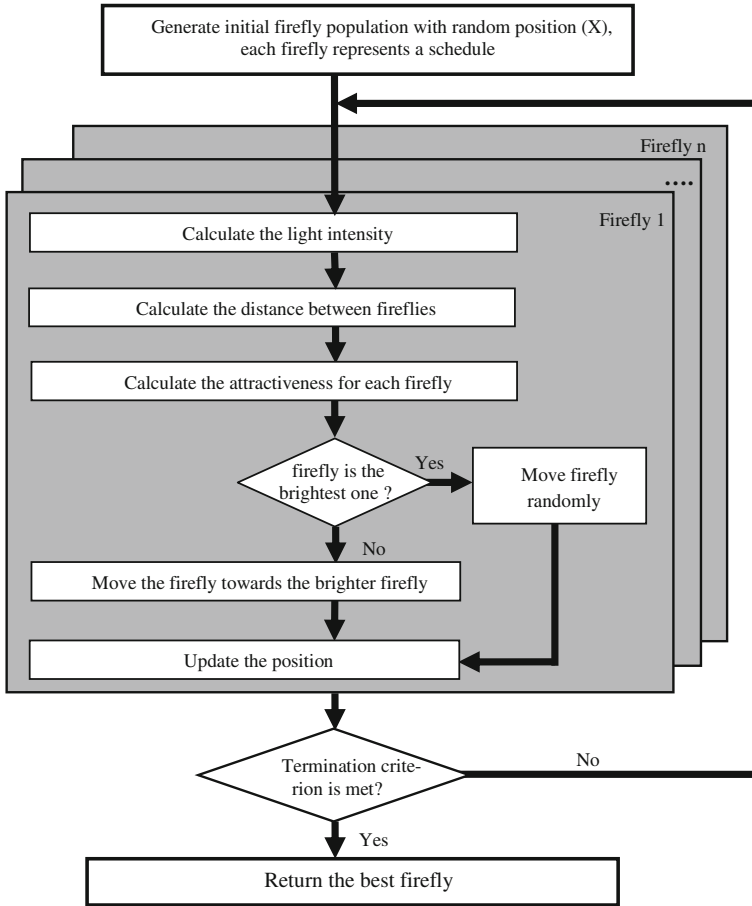 Generate initial firefly population with random position (X),
each firefly represents a schedule
Firefly n
....
Firefly 1
Calculate the light intensity
Calculate the distance between fireflies
Calculate the attractiveness for each firefly
firefly is the
brightest one ?
Yes
Move firefly
randomly
No
Move the firefly towards the brighter firefly
Update the position
Termination crite-
rion is met?
No
Yes
Return the best firefly